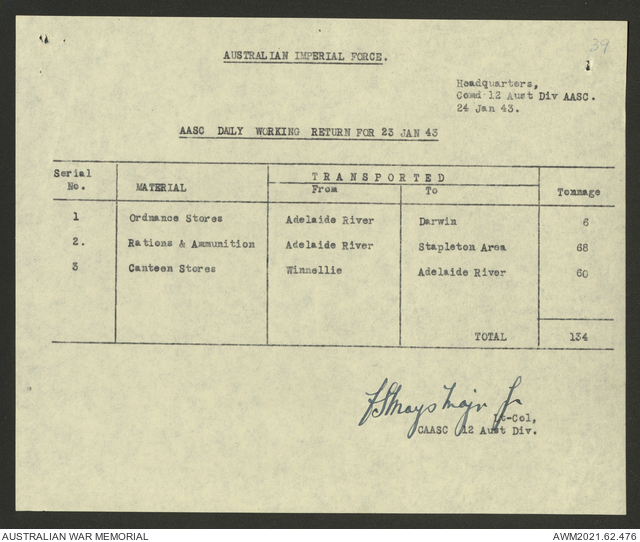 39
1
AUSTRALIAN IMPERIAL FORCE.
Headquarters,
Comd 12 Aust Div AASC.
24 Jan 43.
AASC DAILY WORKING RETURN FOR 23 JAN 43
Serial No. MATERIAL TRANSPORTED From To Tonnage
1 Ordnance Stores Adelaide River Darwin 6
2. Rations & Ammunition Adelaide River Stapleton Area 68
3 Canteen Stores Winnellie Adelaide River 60
TOTAL 134
Major for
Lt-Col,
CAASC 12 Aust Div.
AUSTRALIAN WAR MEMORIAL AWM2021.62.476